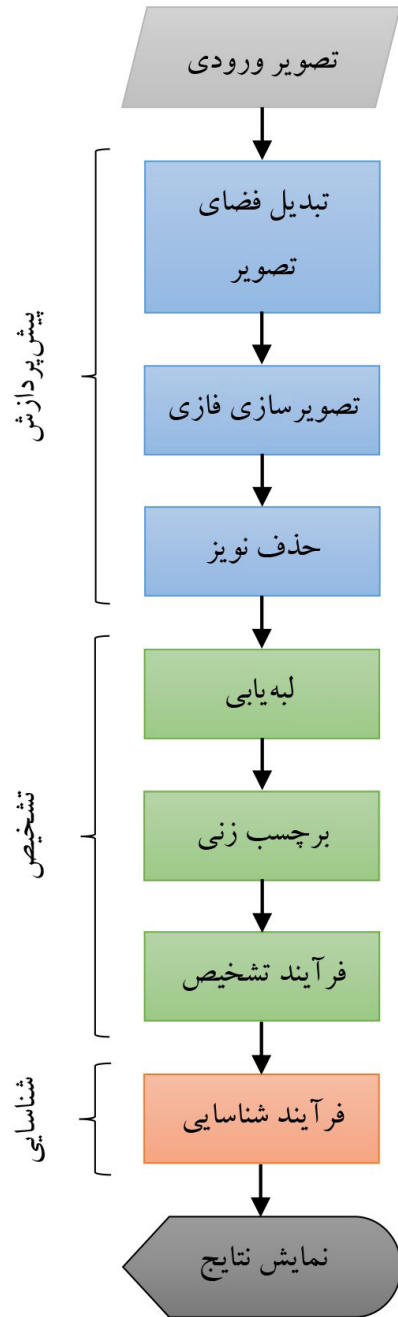 تصویر ورودی
تبدیل فضای
تصویر
تصویرسازی فازی
حذف نویز
پیش‌پردازش
لبه‌یابی
برچسب زنی
فرآیند تشخیص
تشخیص
فرآیند شناسایی
شناسایی
نمایش نتایج